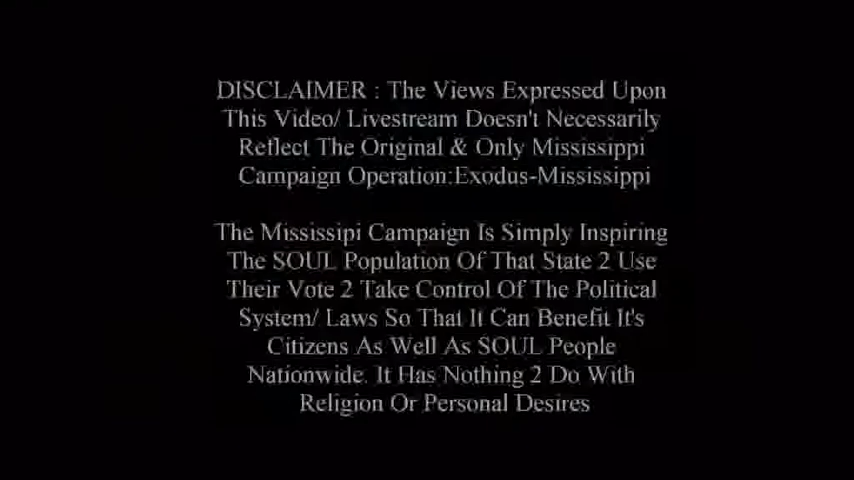 DISCLAIMER : The Views Expressed Upon
This Video/ Livestream Doesn't Necessarily
Reflect The Original & Only Mississippi
Campaign Operation:Exodus-Mississippi
The Mississipi Campaign Is Simply Inspiring
The SOUL Population Of That State 2 Use
Their Vote 2 Take Control Of The Political
System/ Laws So That It Can Benefit It's
Citizens As Well As SOUL People
Nationwide. It Has Nothing 2 Do With
Religion Or Personal Desires